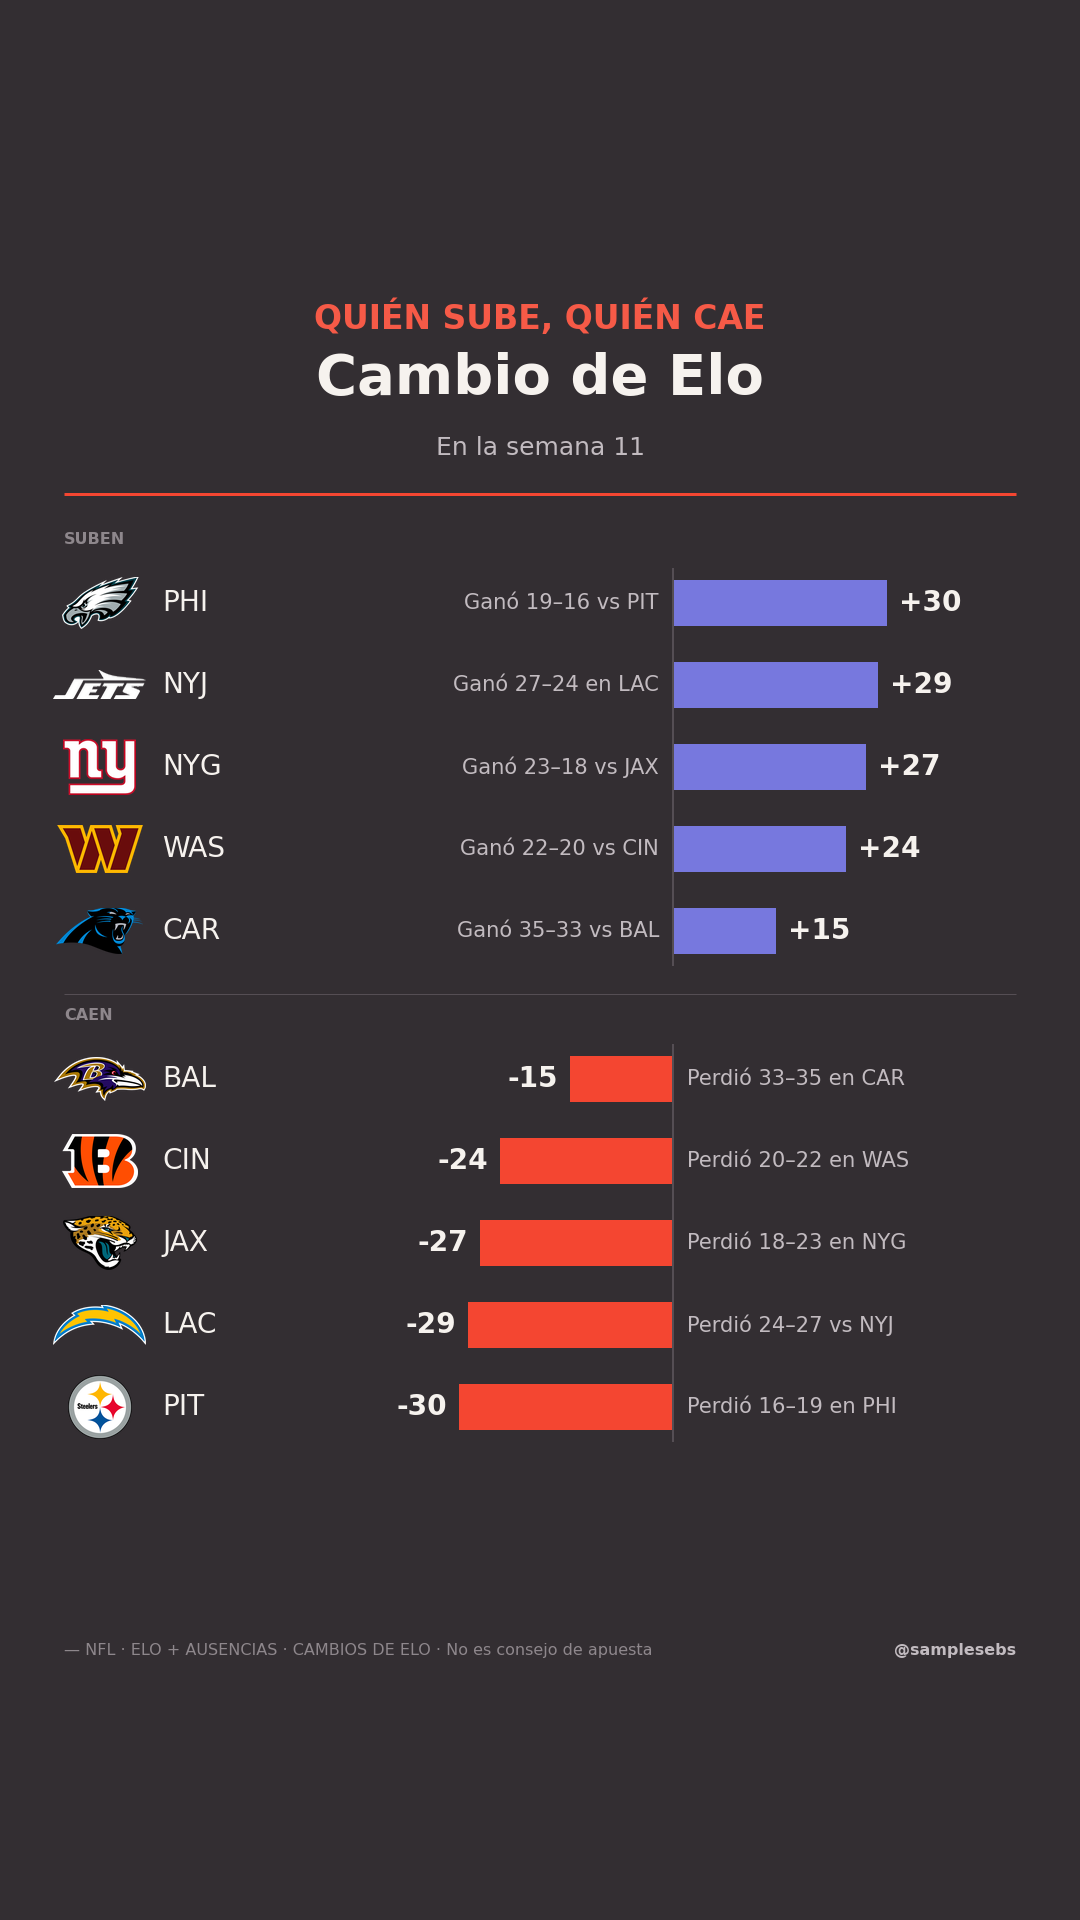 QUIÉN SUBE, QUIÉN CAE
Cambio de Elo
En la semana 11
SUBEN
PHI Ganó 19–16 vs PIT +30
JETS NYJ Ganó 27–24 en LAC +29
ny NYG Ganó 23–18 vs JAX +27
W WAS Ganó 22–20 vs CIN +24
CAR Ganó 35–33 vs BAL +15
CAEN
B BAL -15 Perdió 33–35 en CAR
B CIN -24 Perdió 20–22 en WAS
JAX -27 Perdió 18–23 en NYG
LAC -29 Perdió 24–27 vs NYJ
Steelers PIT -30 Perdió 16–19 en PHI
— NFL · ELO + AUSENCIAS · CAMBIOS DE ELO · No es consejo de apuesta @samplesebs